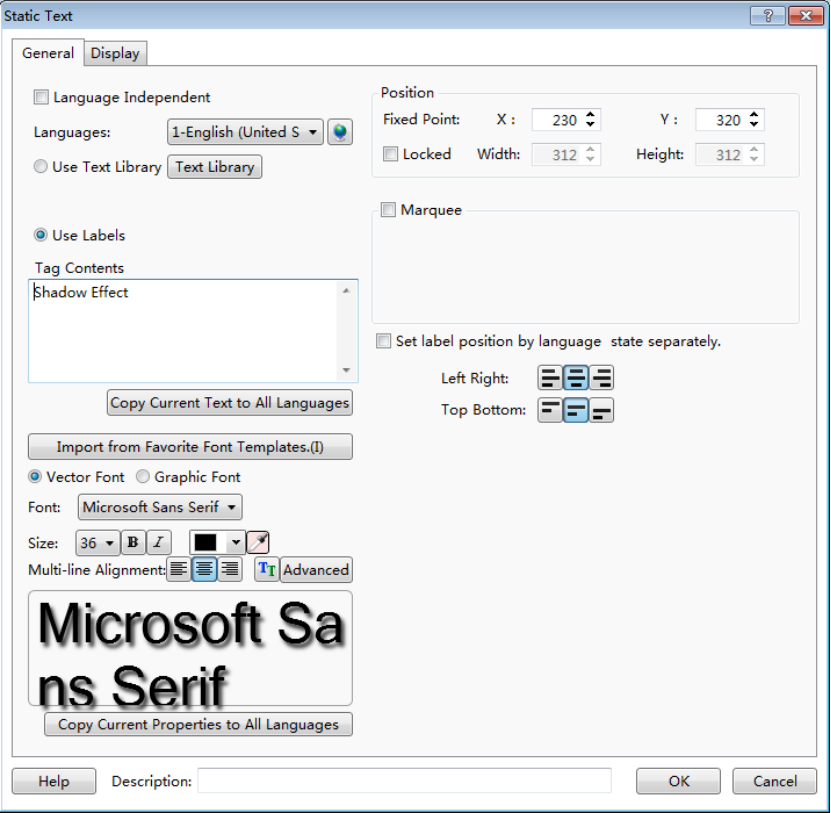 Static Text
?
General Display
Language Independent
Languages: 1-English (United S
Use Text Library Text Library
Use Labels
Tag Contents
Shadow Effect
Copy Current Text to All Languages
Import from Favorite Font Templates.(I)
Vector Font Graphic Font
Font: Microsoft Sans Serif
Size: 36 B I
Multi-line Alignment: TT Advanced
Microsoft Sa
ns Serif
Copy Current Properties to All Languages
Position
Fixed Point: X : 230 Y : 320
Locked Width: 312 Height: 312
Marquee
Set label position by language state separately.
Left Right:
Top Bottom:
Help Description: OK Cancel